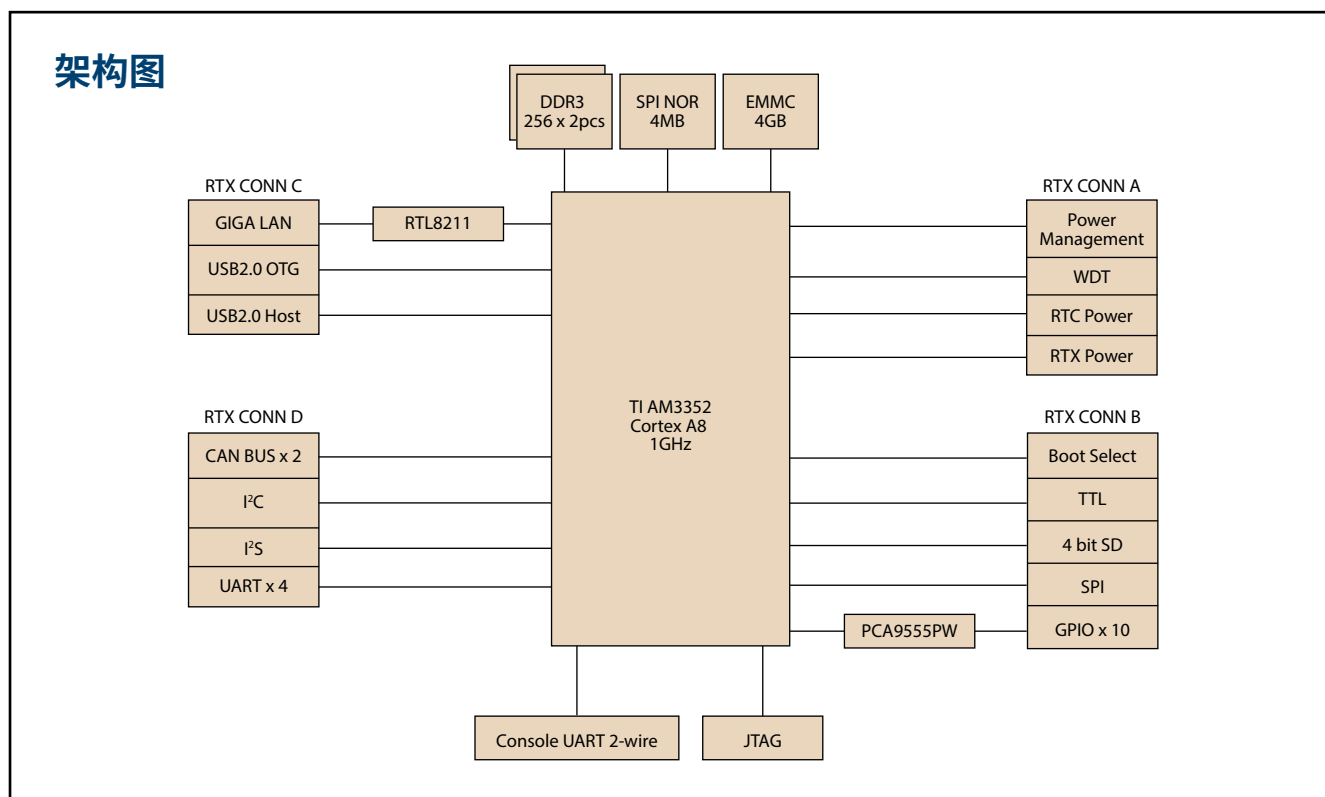 架构图
DDR3
256 x 2pcs
SPI NOR
4MB
EMMC
4GB
RTX CONN C
GIGA LAN
RTL8211
USB2.0 OTG
USB2.0 Host
RTX CONN A
Power
Management
WDT
RTC Power
RTX Power
TI AM3352
Cortex A8
1GHz
RTX CONN D
CAN BUS x 2
I²C
I²S
UART x 4
RTX CONN B
Boot Select
TTL
4 bit SD
SPI
PCA9555PW
GPIO x 10
Console UART 2-wire
JTAG